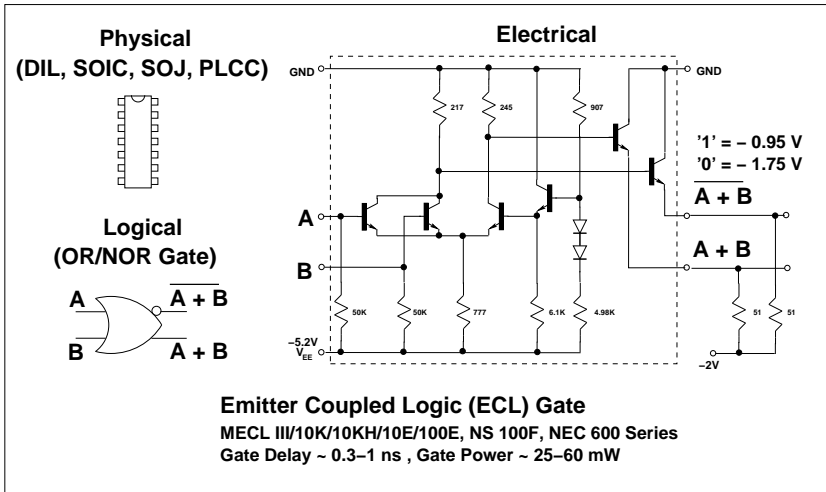 Physical
(DIL, SOIC, SOJ, PLCC)
Electrical
GND
GND
217
245
907
'1' = – 0.95 V
'0' = – 1.75 V
A + B
A
Logical
(OR/NOR Gate)
B
A + B
A
A + B
B
A + B
50K
50K
777
6.1K
4.98K
51
51
–5.2V
VEE
–2V
Emitter Coupled Logic (ECL) Gate
MECL III/10K/10KH/10E/100E, NS 100F, NEC 600 Series
Gate Delay ~ 0.3–1 ns , Gate Power ~ 25–60 mW